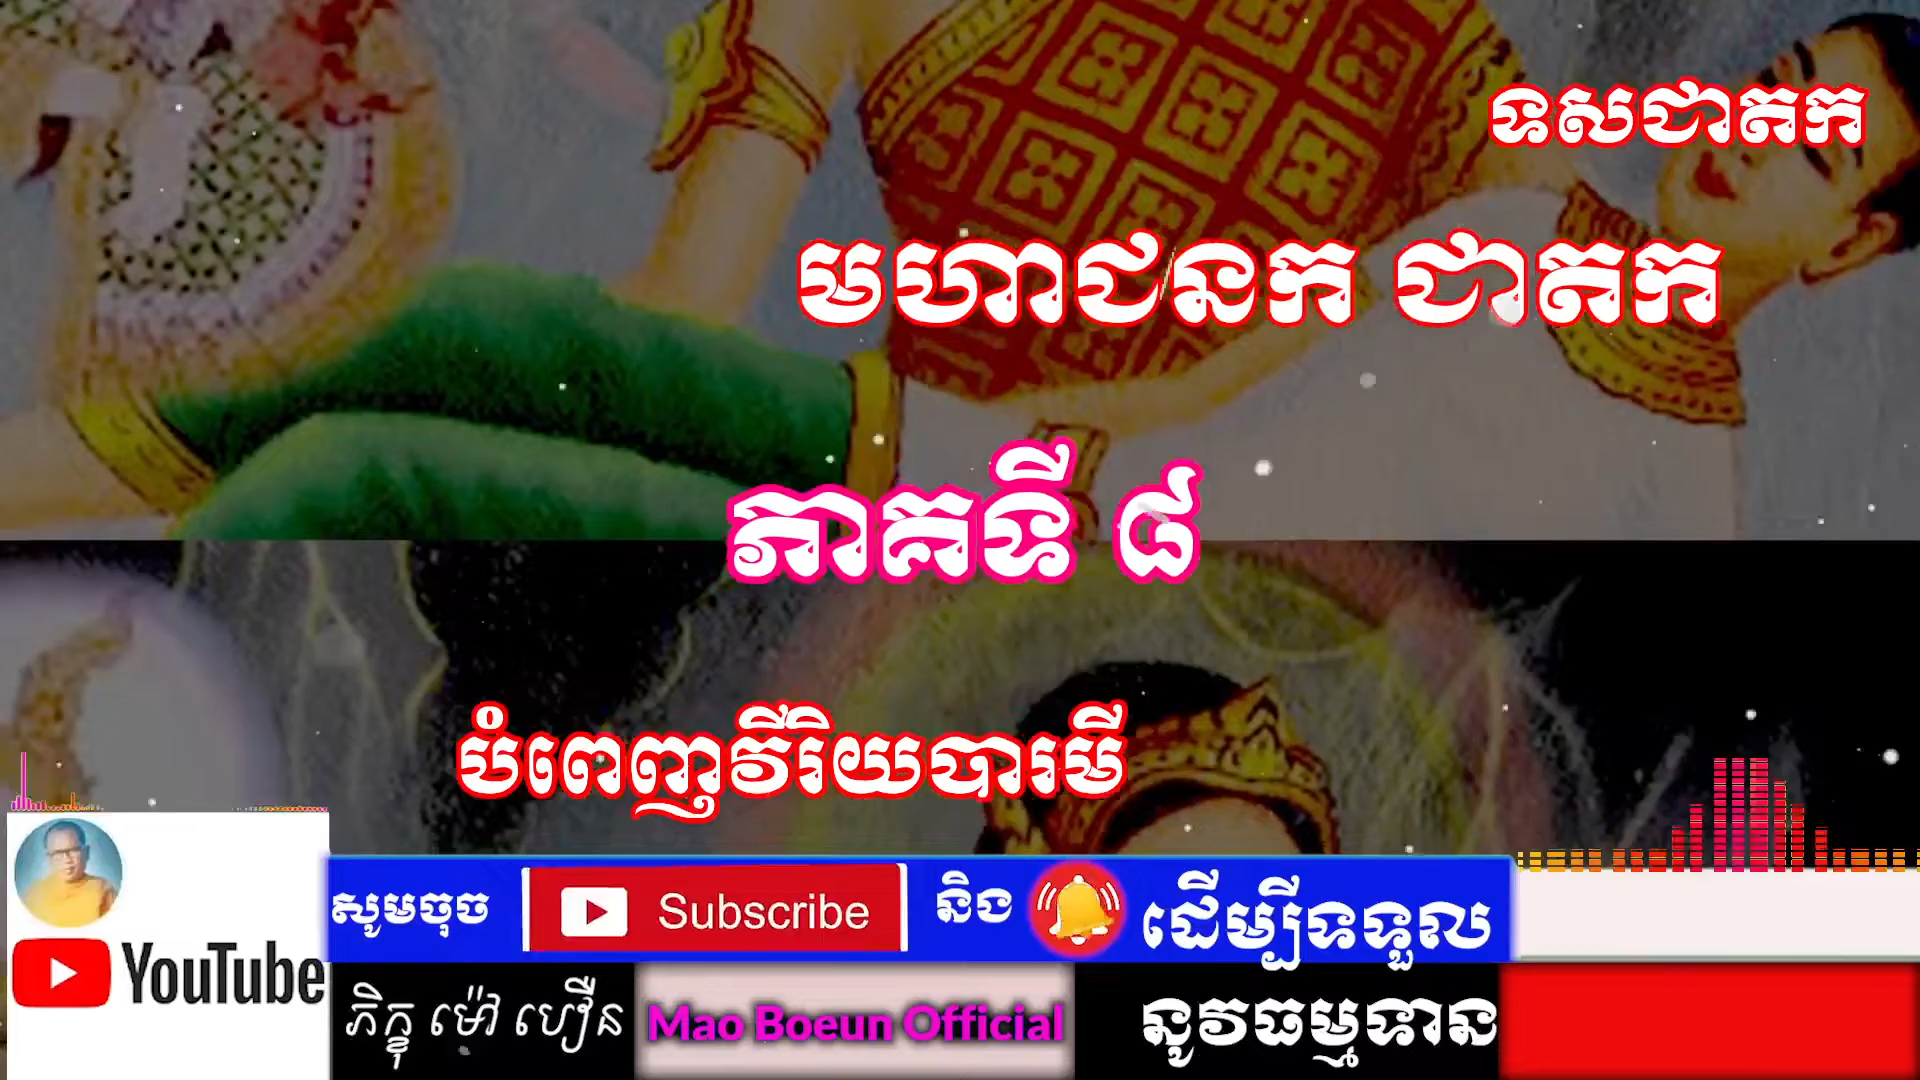 ទសជាតក
មហាជនក ជាតក
ភាគទី ៨
បំពេញវីរិយបារមី
សូមចុច Subscribe និង ដើម្បីទទួល
YouTube ភិក្ខុ ម៉ៅ បឿន Mao Boeun Official នូវធម្មទាន